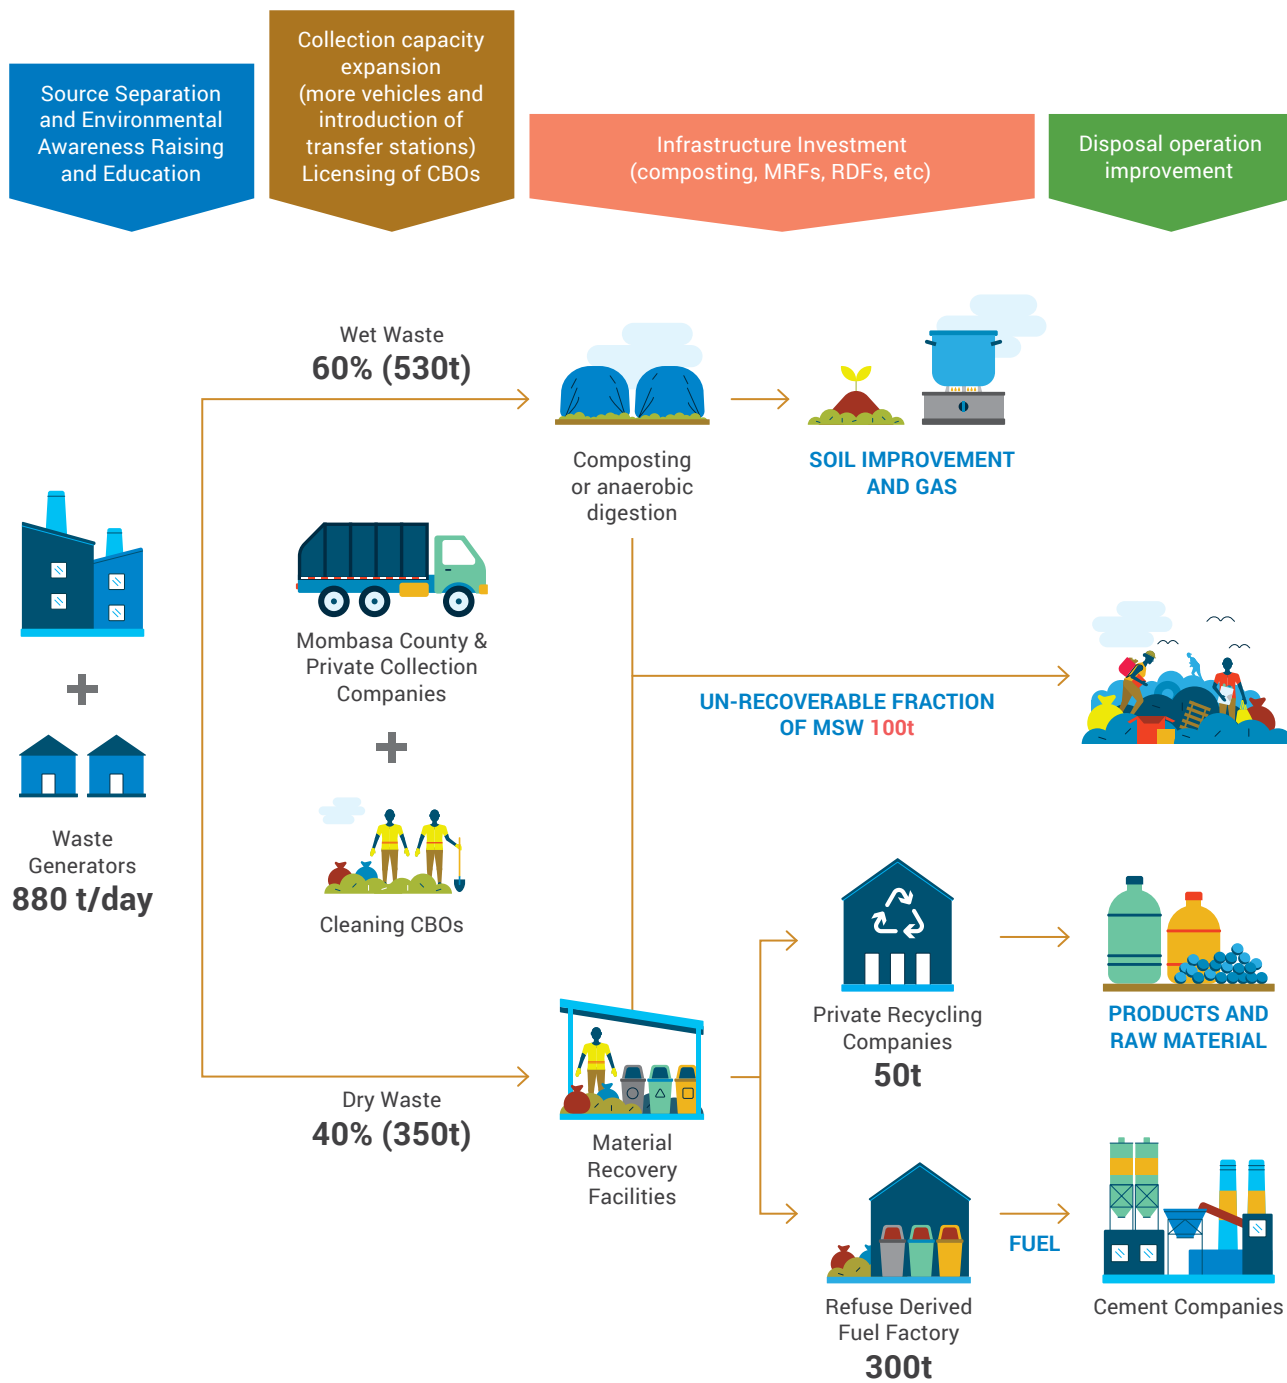 Source Separation
and Environmental
Awareness Raising
and Education
Collection capacity
expansion
(more vehicles and
introduction of
transfer stations)
Licensing of CBOs
Infrastructure Investment
(composting, MRFs, RDFs, etc)
Disposal operation
improvement
Wet Waste
60% (530t)
Composting
or anaerobic
digestion
SOIL IMPROVEMENT
AND GAS
Mombasa County &
Private Collection
Companies
UN-RECOVERABLE FRACTION
OF MSW 100t
Waste
Generators
880 t/day
Cleaning CBOs
Private Recycling
Companies
50t
PRODUCTS AND
RAW MATERIAL
Dry Waste
40% (350t)
Material
Recovery
Facilities
FUEL
Refuse Derived
Fuel Factory
300t
Cement Companies